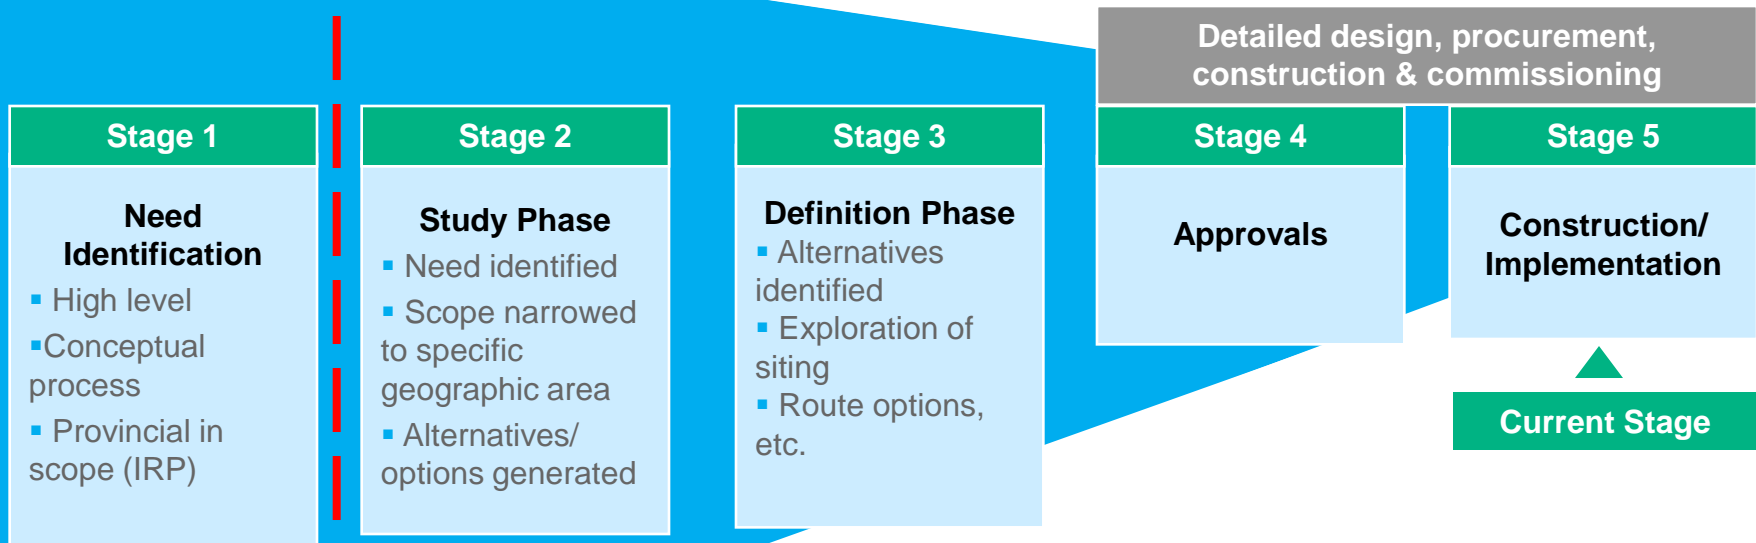 Detailed design, procurement,
construction & commissioning
Stage 1
Need
Identification
▪ High level
▪Conceptual
process
▪ Provincial in
scope (IRP)
Stage 2
Study Phase
▪ Need identified
▪ Scope narrowed
to specific
geographic area
▪ Alternatives/
options generated
Stage 3
Definition Phase
▪ Alternatives
identified
▪ Exploration of
siting
▪ Route options,
etc.
Stage 4
Approvals
Stage 5
Construction/
Implementation
Current Stage